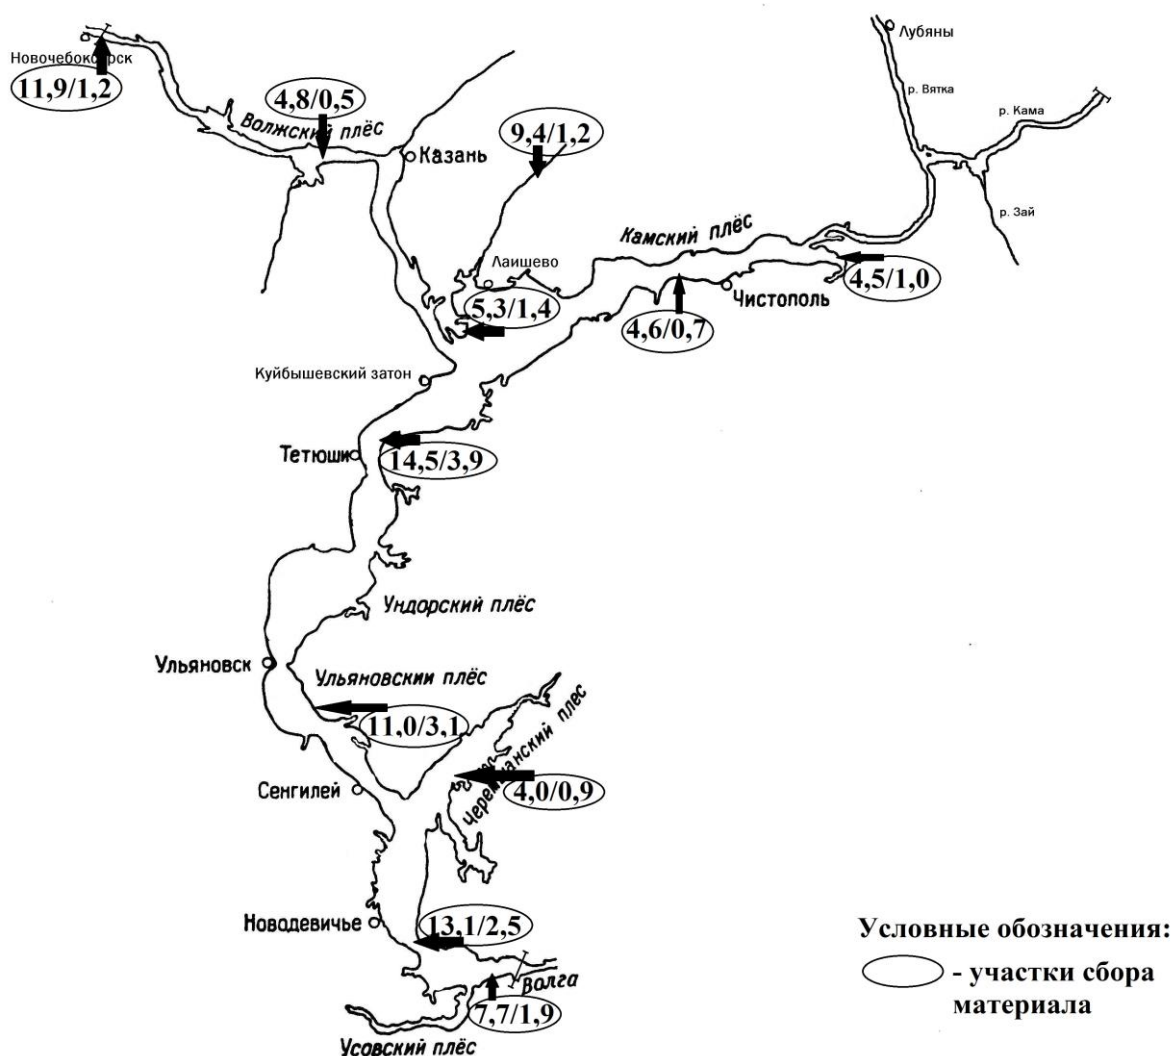 Лубяны
Новочебоксарск
11,9/1,2
4,8/0,5
р. Вятка
р. Кама
Волжский плёс
9,4/1,2
Казань
р. Зай
Камский плёс
Лаишево
4,5/1,0
Чистополь
5,3/1,4
4,6/0,7
Куйбышевский затон
Тетюши
14,5/3,9
Ундорский плёс
Ульяновск
Ульяновскии плёс
11,0/3,1
Черемшанский плес
Сенгилей
4,0/0,9
Новодевичье
13,1/2,5
Условные обозначения:
- участки сбора
материала
Волга
7,7/1,9
Усовский плёс